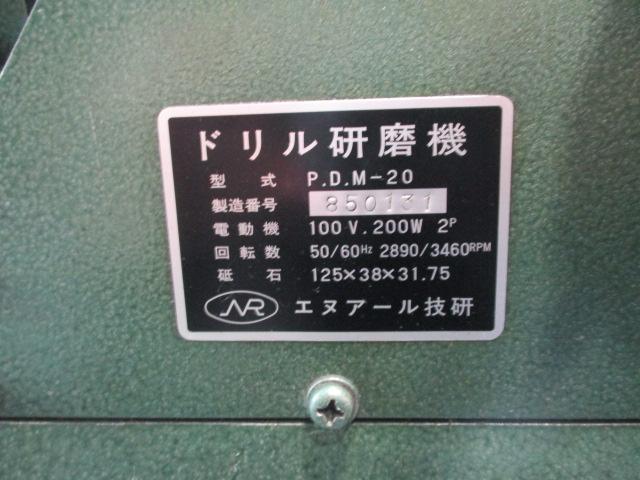 ドリル研磨機
型式 P.D.M-20
製造番号 850131
電動機 100V.200W 2P
回転数 50/60Hz 2890/3460RPM
砥石 125×38×31.75
NR エヌアール技研